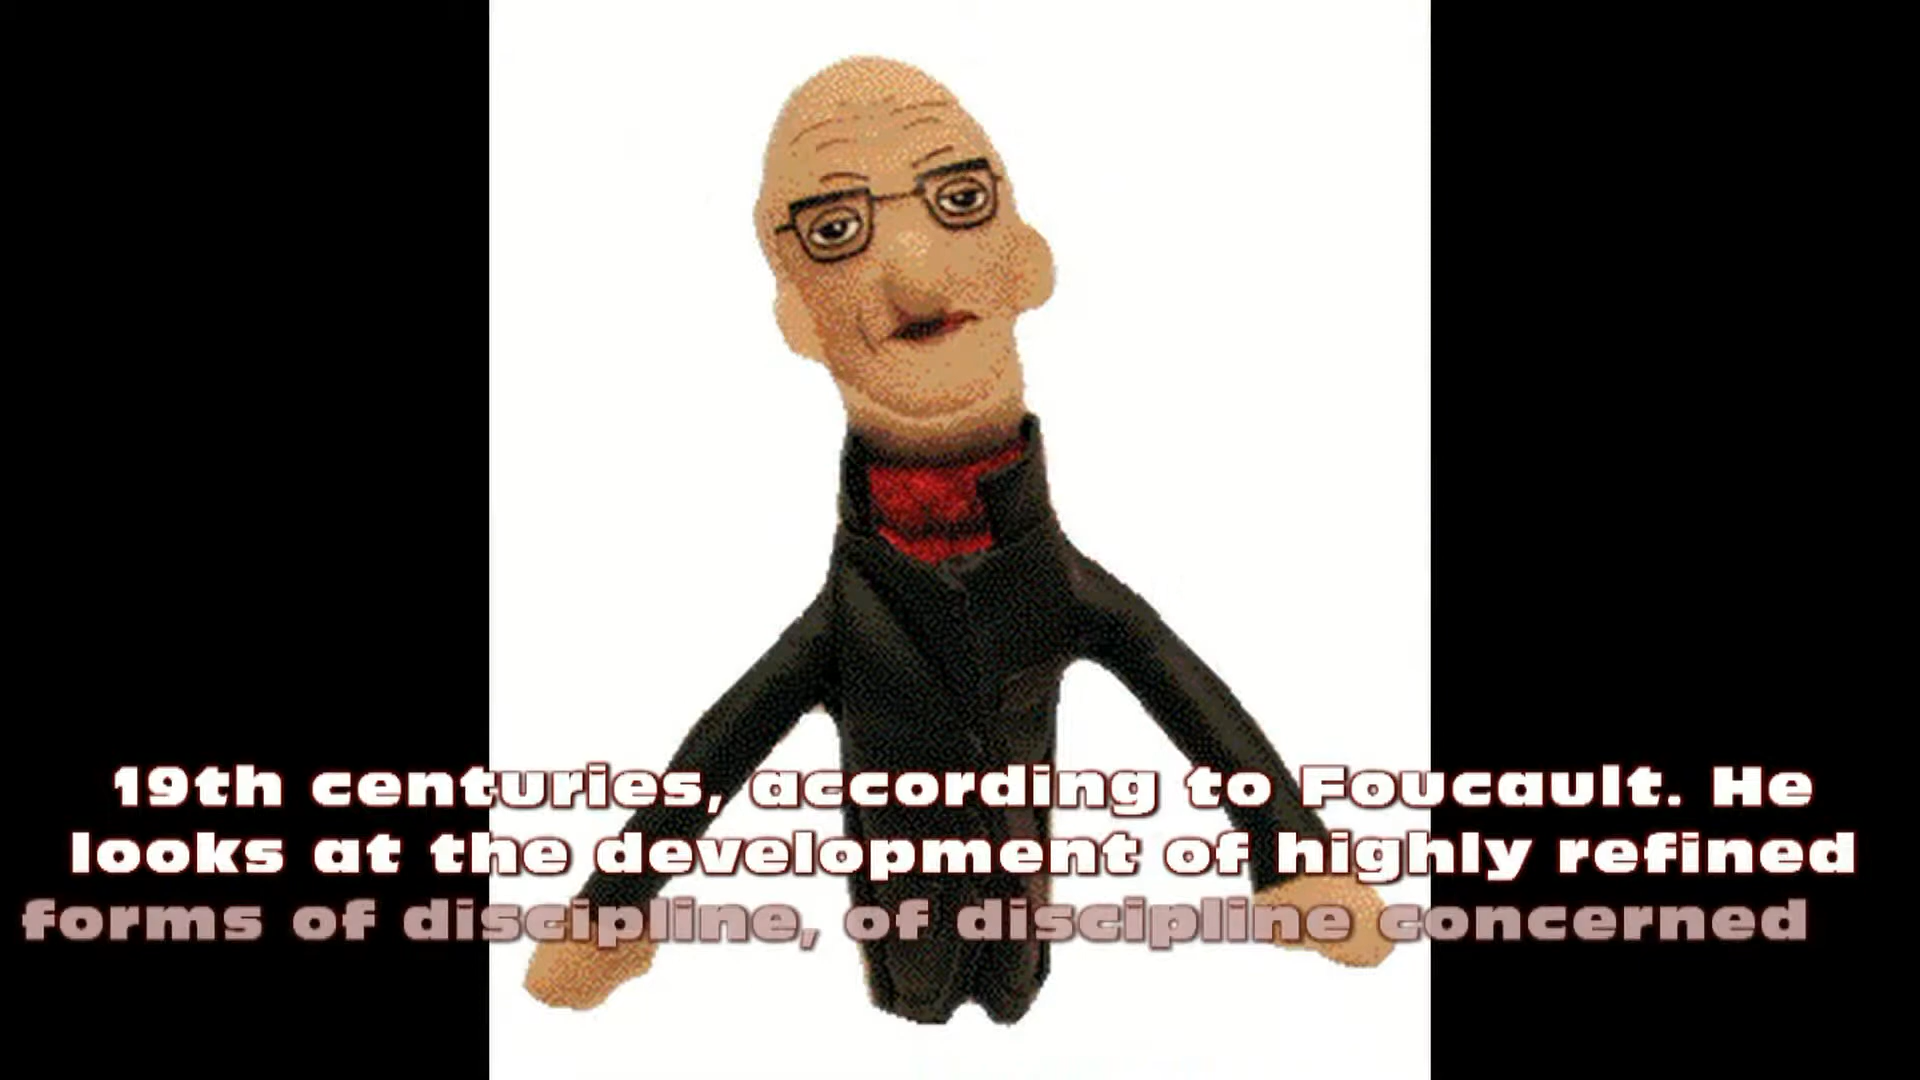 19th centuries, according to Foucault. He
looks at the development of highly refined
forms of discipline, of discipline concerned